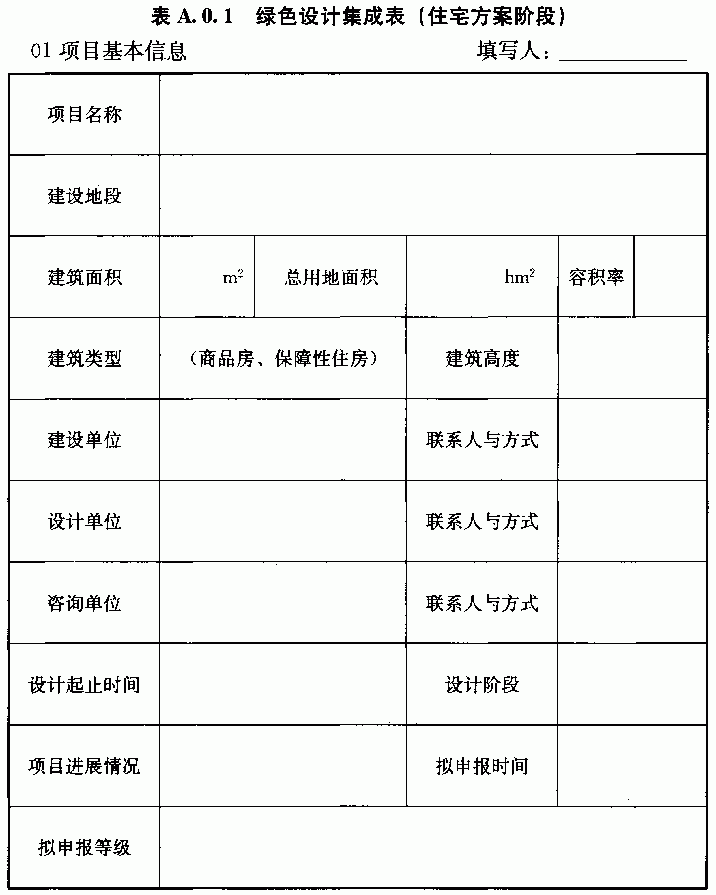 表 A.0.1 绿色设计集成表(住宅方案阶段)
01 项目基本信息 填写人:
项目名称
建设地段
建筑面积 m² 总用地面积 hm² 容积率
建筑类型 (商品房、保障性住房) 建筑高度
建设单位 联系人与方式
设计单位 联系人与方式
咨询单位 联系人与方式
设计起止时间 设计阶段
项目进展情况 拟申报时间
拟申报等级